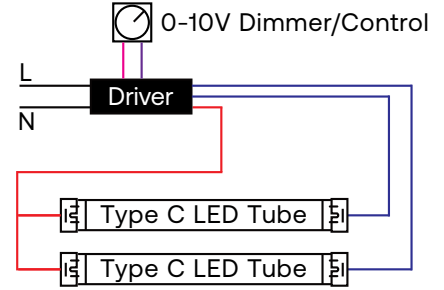 0-10V Dimmer/Control
L
Driver
N
Type C LED Tube
Type C LED Tube